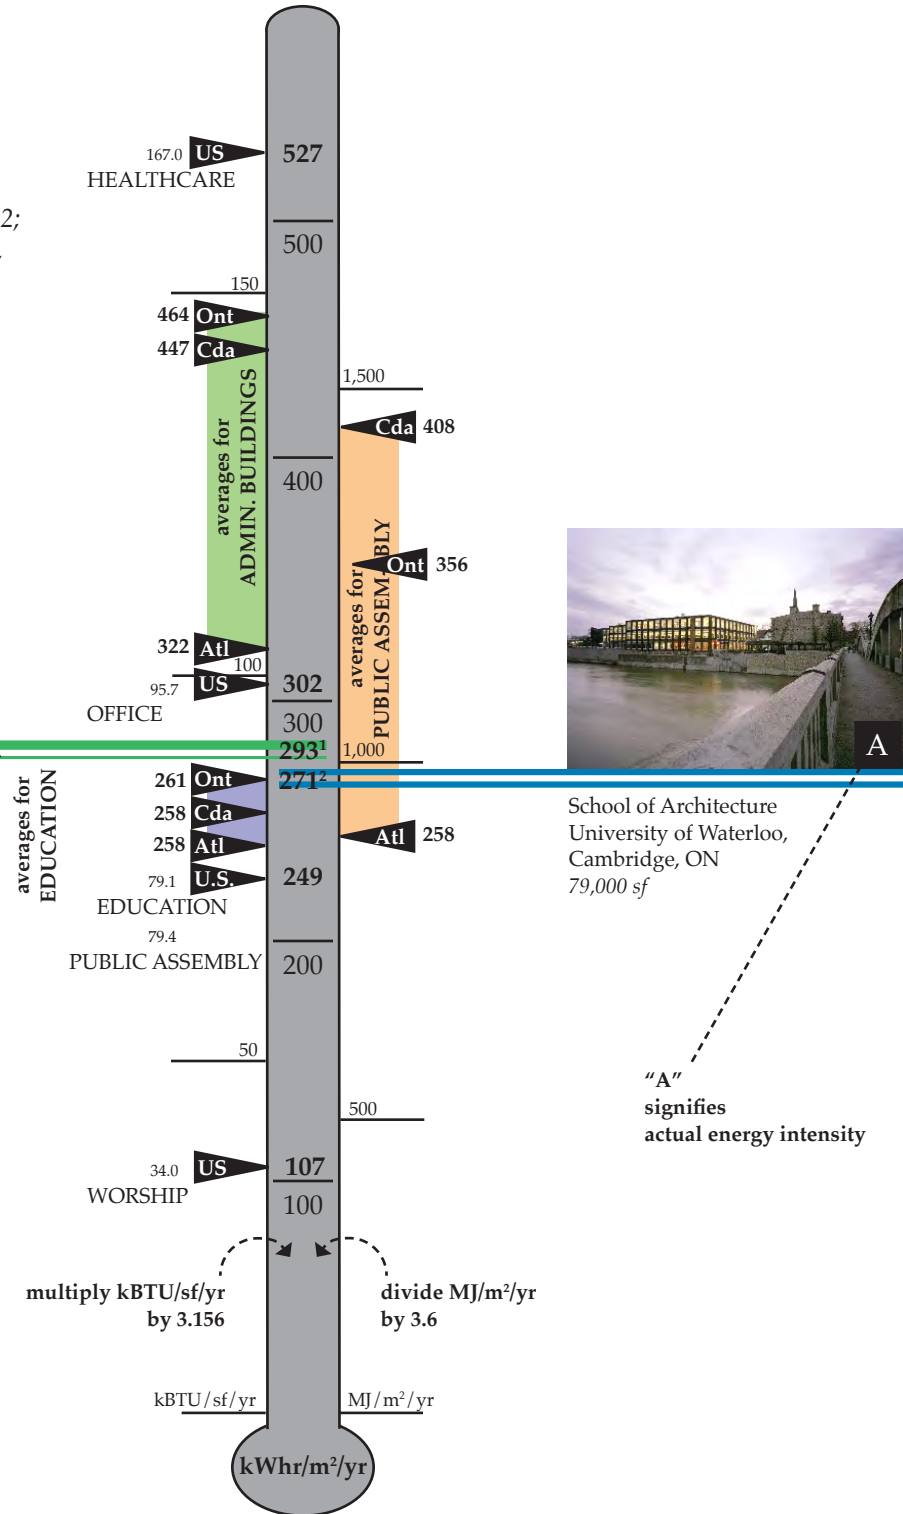 167.0 US 527
HEALTHCARE
2;
500
150
464 Ont
447 Cda
1,500
Cda 408
averages for
ADMIN. BUILDINGS
400
averages for
PUBLIC ASSEM-BLY
Ont 356
322 Atl
100
95.7 US 302
OFFICE
300
293¹
1,000
A
averages for
EDUCATION
261 Ont
271²
258 Cda
258 Atl
Atl 258
School of Architecture
University of Waterloo,
Cambridge, ON
79,000 sf
79.1 U.S. 249
EDUCATION
79.4
PUBLIC ASSEMBLY
200
50
“A”
signifies
actual energy intensity
500
34.0 US 107
WORSHIP
100
multiply kBTU/sf/yr
by 3.156
divide MJ/m²/yr
by 3.6
kBTU/sf/yr
MJ/m²/yr
kWhr/m²/yr